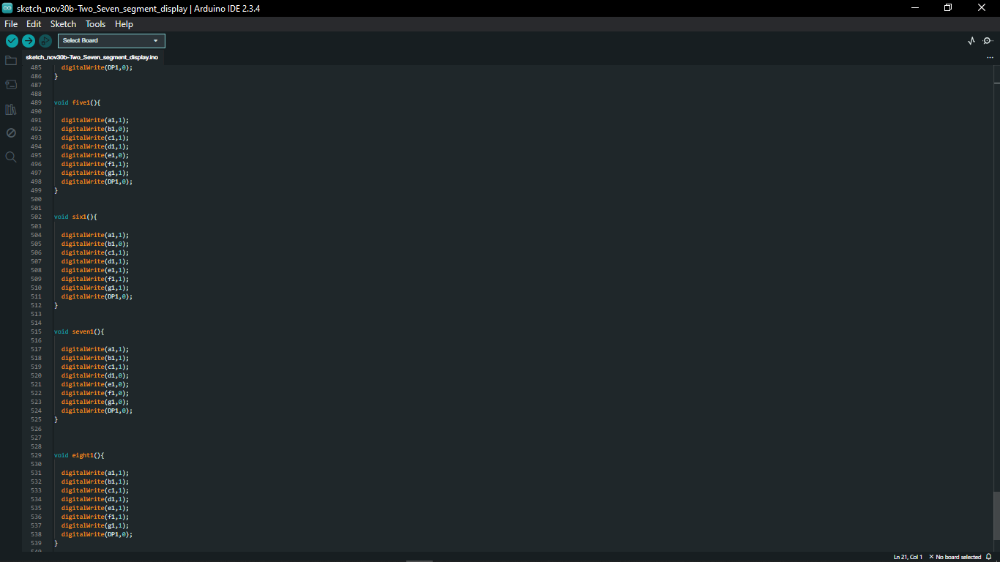 sketch_nov30b-Two_Seven_segment_display | Arduino IDE 2.3.4
File Edit Sketch Tools Help
Select Board
sketch_nov30b-Two_Seven_segment_display.ino
485 digitalWrite(DP1,0);
486 }
487
488
489 void five1(){
490
491 digitalWrite(a1,1);
492 digitalWrite(b1,0);
493 digitalWrite(c1,1);
494 digitalWrite(d1,1);
495 digitalWrite(e1,0);
496 digitalWrite(f1,1);
497 digitalWrite(g1,1);
498 digitalWrite(DP1,0);
499 }
500
501
502 void six1(){
503
504 digitalWrite(a1,1);
505 digitalWrite(b1,0);
506 digitalWrite(c1,1);
507 digitalWrite(d1,1);
508 digitalWrite(e1,1);
509 digitalWrite(f1,1);
510 digitalWrite(g1,1);
511 digitalWrite(DP1,0);
512 }
513
514
515 void seven1(){
516
517 digitalWrite(a1,1);
518 digitalWrite(b1,1);
519 digitalWrite(c1,1);
520 digitalWrite(d1,0);
521 digitalWrite(e1,0);
522 digitalWrite(f1,0);
523 digitalWrite(g1,0);
524 digitalWrite(DP1,0);
525 }
526
527
528
529 void eight1(){
530
531 digitalWrite(a1,1);
532 digitalWrite(b1,1);
533 digitalWrite(c1,1);
534 digitalWrite(d1,1);
535 digitalWrite(e1,1);
536 digitalWrite(f1,1);
537 digitalWrite(g1,1);
538 digitalWrite(DP1,0);
539 }
Ln 21, Col 1 × No board selected